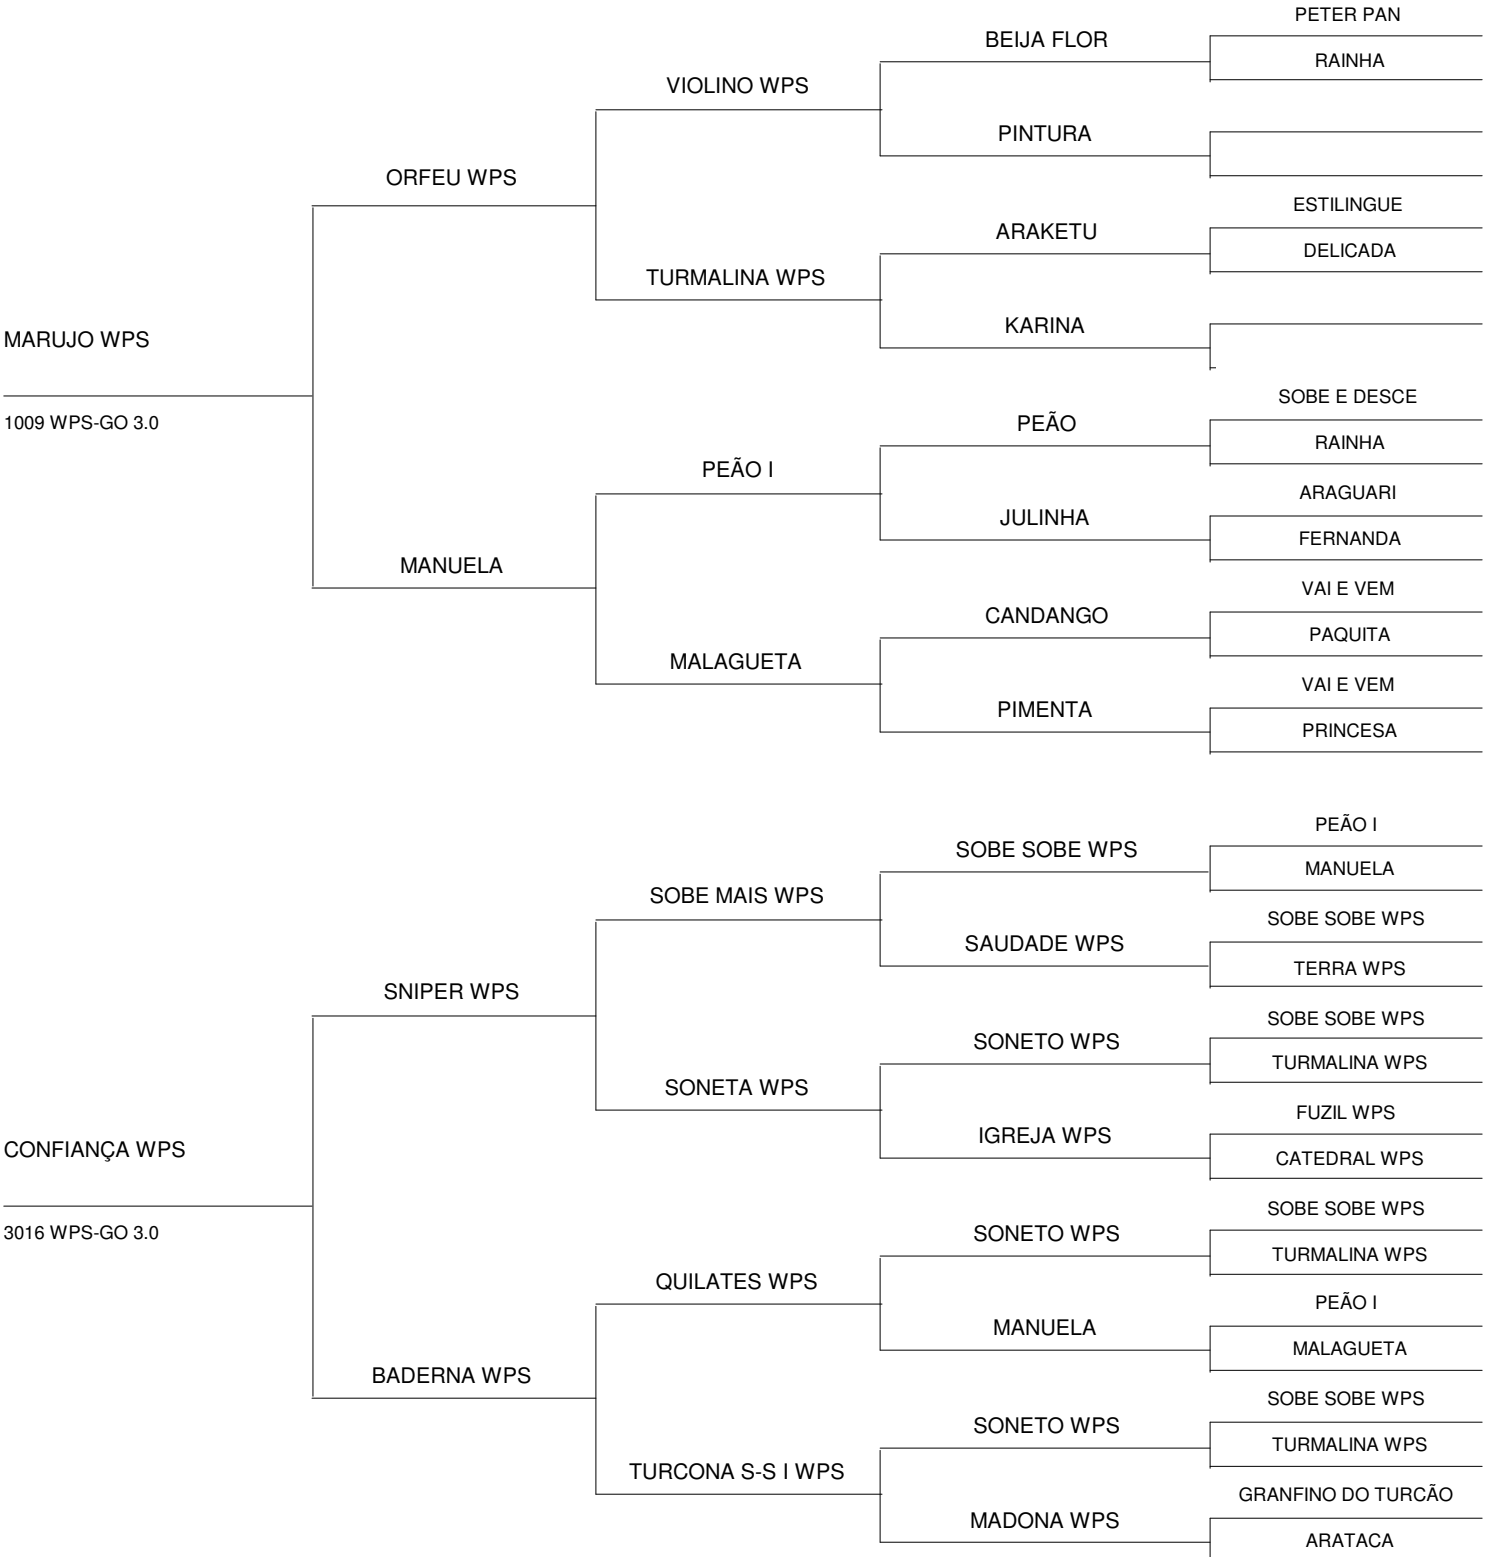 PETER PAN
BEIJA FLOR
RAINHA
VIOLINO WPS
PINTURA
ORFEU WPS
ESTILINGUE
ARAKETU
DELICADA
TURMALINA WPS
KARINA
MARUJO WPS
SOBE E DESCE
1009 WPS-GO 3.0
PEÃO
RAINHA
PEÃO I
ARAGUARI
JULINHA
FERNANDA
MANUELA
VAI E VEM
CANDANGO
PAQUITA
MALAGUETA
VAI E VEM
PIMENTA
PRINCESA
PEÃO I
SOBE SOBE WPS
MANUELA
SOBE MAIS WPS
SOBE SOBE WPS
SAUDADE WPS
TERRA WPS
SNIPER WPS
SOBE SOBE WPS
SONETO WPS
TURMALINA WPS
SONETA WPS
FUZIL WPS
IGREJA WPS
CATEDRAL WPS
CONFIANÇA WPS
SOBE SOBE WPS
3016 WPS-GO 3.0
SONETO WPS
TURMALINA WPS
QUILATES WPS
PEÃO I
MANUELA
MALAGUETA
BADERNA WPS
SOBE SOBE WPS
SONETO WPS
TURMALINA WPS
TURCONA S-S I WPS
GRANFINO DO TURCÃO
MADONA WPS
ARATACA